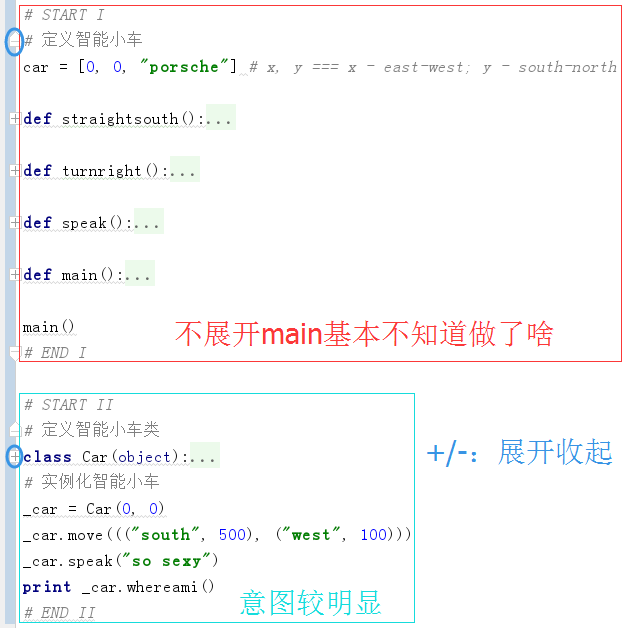 # START I
# 定义智能小车
car = [0, 0, "porsche"] # x, y === x - east-west; y - south-north
def straightsouth():...
def turnright():...
def speak():...
def main():...
main()
不展开main基本不知道做了啥
# END I
# START II
# 定义智能小车类
class Car(object):...
+/-: 展开收起
# 实例化智能小车
_car = Car(0, 0)
_car.move((("south", 500), ("west", 100)))
_car.speak("so sexy")
print _car.whereami()
意图较明显
# END II